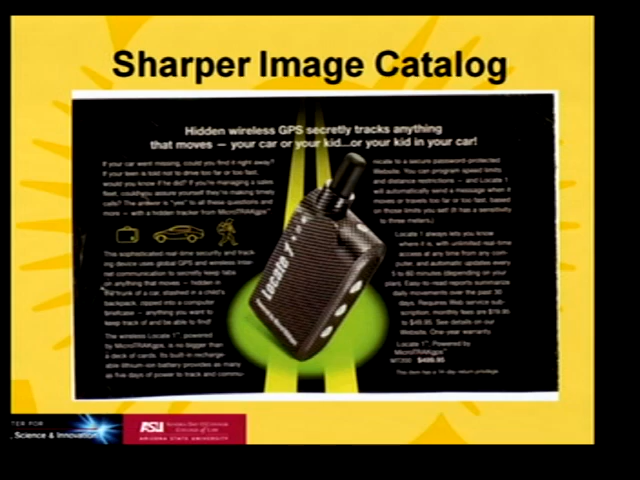 Sharper Image Catalog
Hidden wireless GPS secretly tracks anything
that moves — your car or your kid...or your kid in your car!
If your car went missing, could you find it right away?
If your teen is told not to drive too far or too fast,
would you know if he did? If you're managing a sales
fleet, could you assure yourself they're making timely
calls? The answer is "yes" to all these questions and
more – with a hidden tracker from MicroTRAKgps™
This sophisticated real-time security and track-
ing device uses global GPS and wireless Inter-
net communication to secretly keep tabs
on anything that moves – hidden in
the trunk of a car, stashed in a child's
backpack, zipped into a computer
briefcase – anything you want to
keep track of and be able to find!
The wireless Locate 1™, powered
by MicroTRAKgps, is no bigger than
a deck of cards. Its built-in recharge-
able lithium-ion battery provides as many
as five days of power to track and commu-
nicate to a secure password-protected
Website. You can program speed limits
and distance restrictions – and Locate 1
will automatically send a message when it
moves or travels too far or too fast, based
on those limits you set! (It has a sensitivity
to three meters.)
Locate 1 always lets you know
where it is, with unlimited real-time
access at any time from any com-
puter and automatic updates every
5 to 60 minutes (depending on your
plan). Easy-to-read reports summarize
daily movements over the past 30
days. Requires Web service sub-
scription; monthly fees are $19.95
to $49.95. See details on our
Website. One-year warranty.
Locate 1™. Powered by
MicroTRAKgps™
$499.95
This item has a 14-day return privilege.
Locate 1
TER FOR
, Science & Innovation
ASU
College of Law
ARIZONA STATE UNIVERSITY